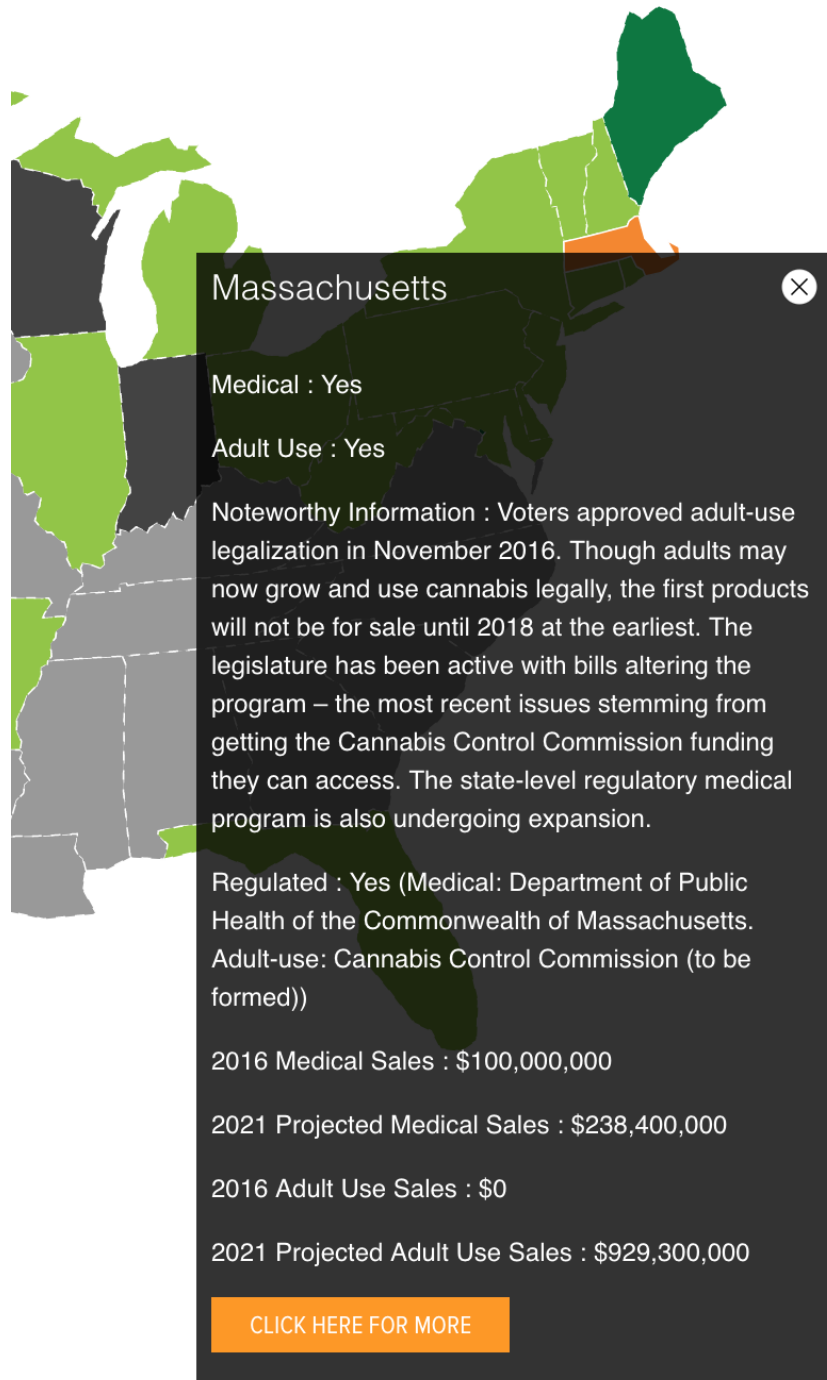 Massachusetts
Medical : Yes
Adult Use : Yes
Noteworthy Information : Voters approved adult-use
legalization in November 2016. Though adults may
now grow and use cannabis legally, the first products
will not be for sale until 2018 at the earliest. The
legislature has been active with bills altering the
program – the most recent issues stemming from
getting the Cannabis Control Commission funding
they can access. The state-level regulatory medical
program is also undergoing expansion.
Regulated : Yes (Medical: Department of Public
Health of the Commonwealth of Massachusetts.
Adult-use: Cannabis Control Commission (to be
formed))
2016 Medical Sales : $100,000,000
2021 Projected Medical Sales : $238,400,000
2016 Adult Use Sales : $0
2021 Projected Adult Use Sales : $929,300,000
CLICK HERE FOR MORE